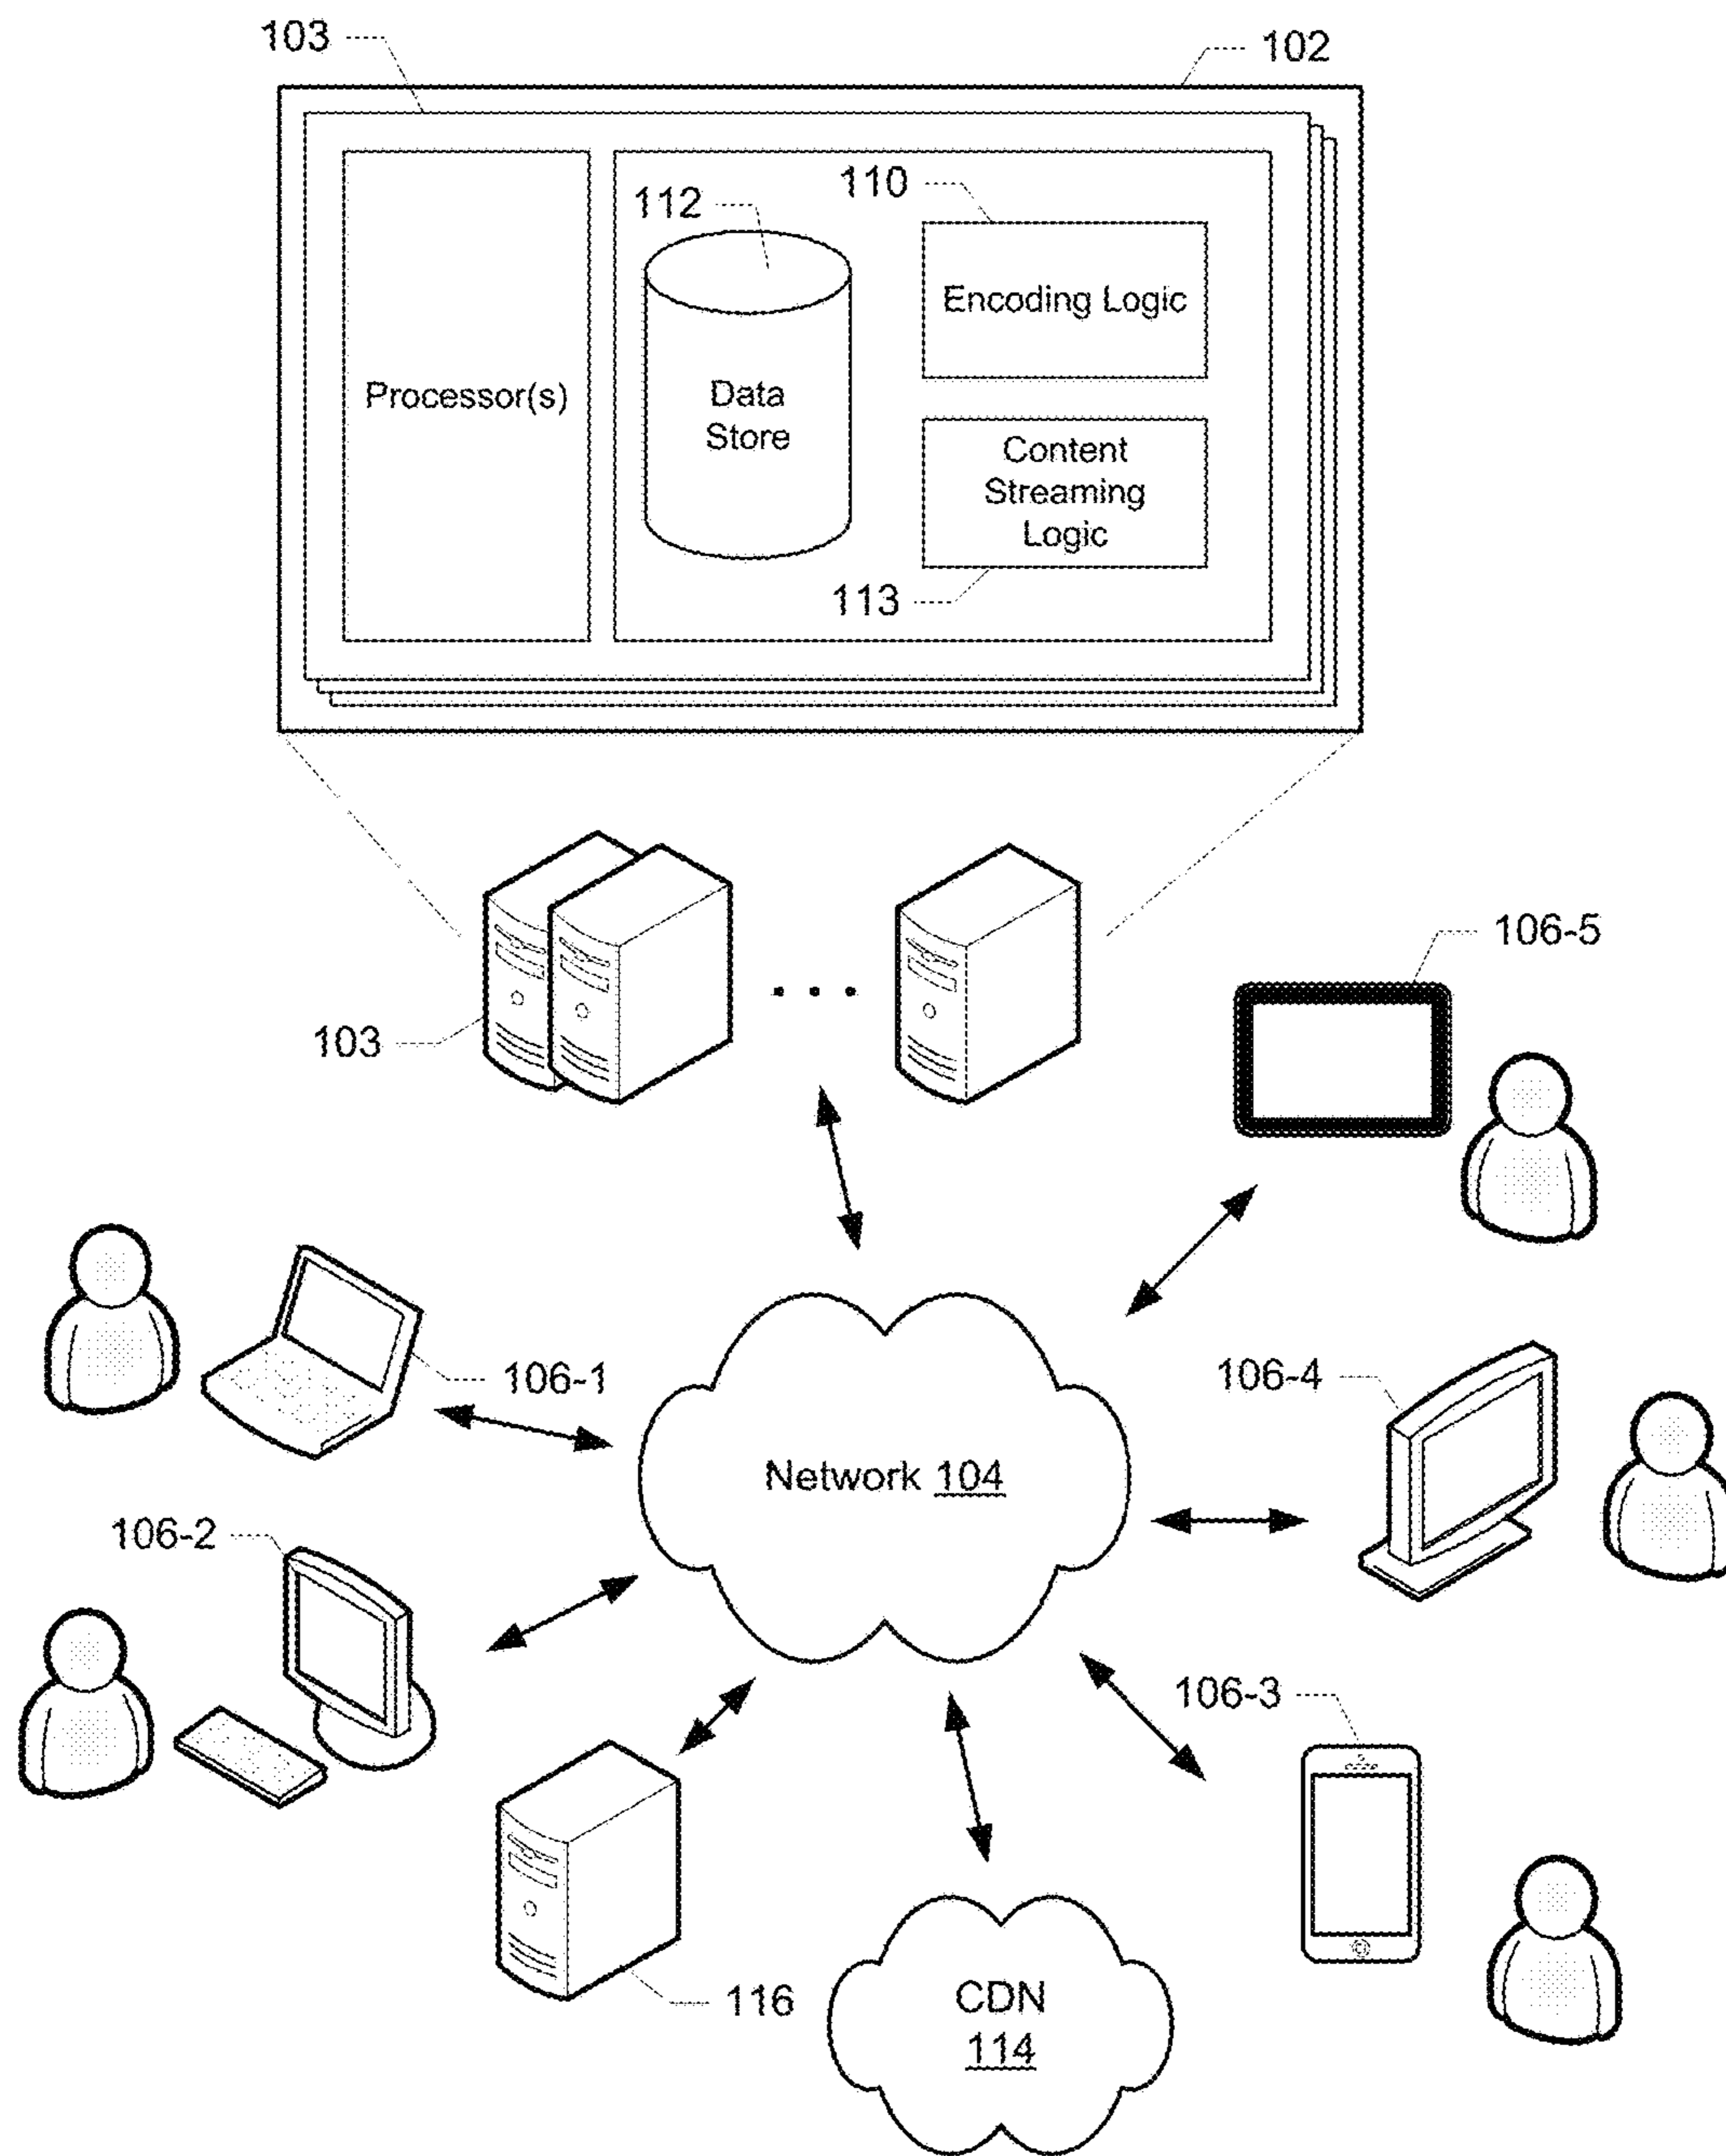 103
102
112
110
Encoding Logic
Processor(s)
Data
Store
Content
Streaming
Logic
113
103
106-5
106-1
106-4
Network 104
106-2
106-3
116
CDN
114